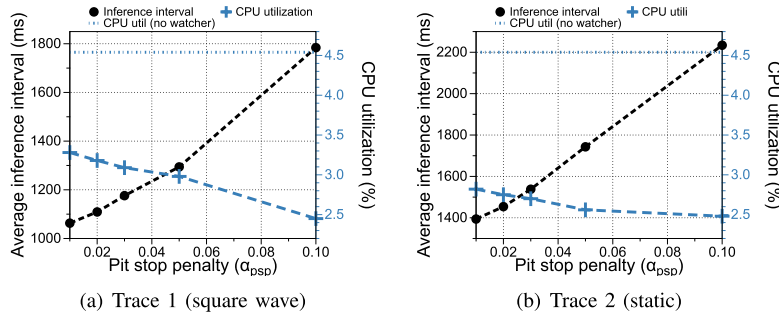 Inference interval CPU utilization
CPU util (no watcher)
1800
1600
1400
1200
1000
Average inference interval (ms)
4.5
4.0
3.5
3.0
2.5
CPU utilization (%)
0.02 0.04 0.06 0.08 0.10
Pit stop penalty (αpsp)
(a) Trace 1 (square wave)
Inference interval CPU utili
CPU util (no watcher)
2200
2000
1800
1600
1400
Average inference interval (ms)
4.5
4.0
3.5
3.0
2.5
CPU utilization (%)
0.02 0.04 0.06 0.08 0.10
Pit stop penalty (αpsp)
(b) Trace 2 (static)